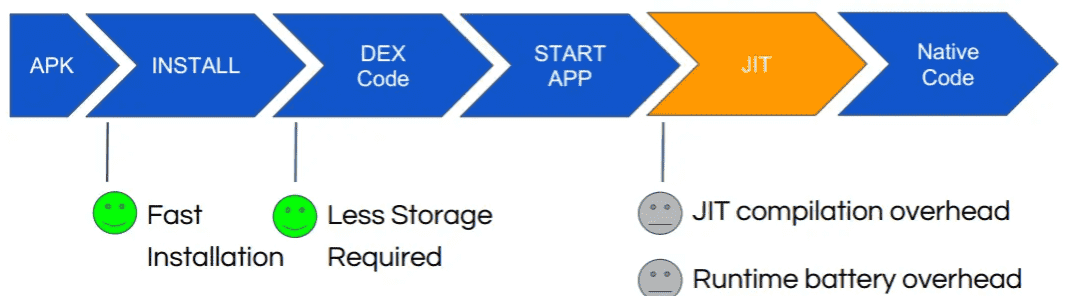 APK
INSTALL
DEX
Code
START
APP
JIT
Native
Code
Fast
Installation
Less Storage
Required
JIT compilation overhead
Runtime battery overhead